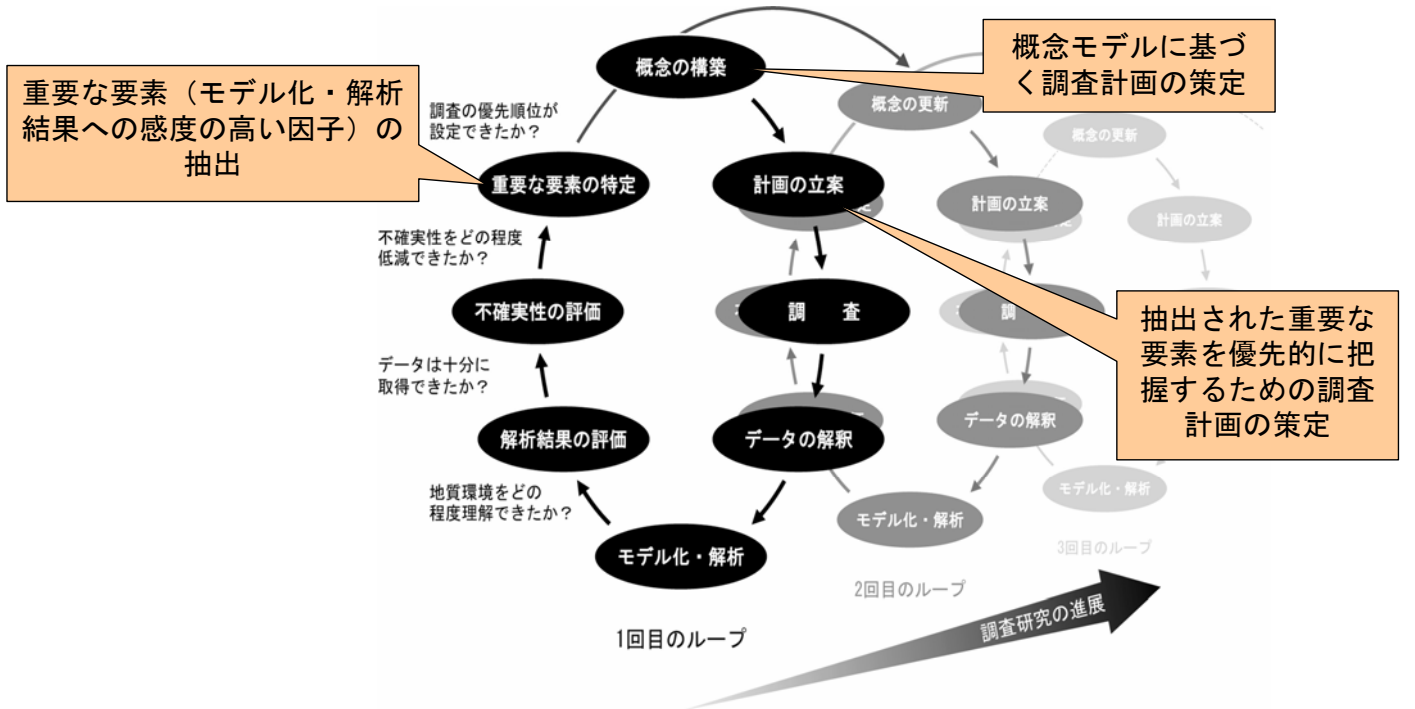 重要な要素（モデル化・解析
結果への感度の高い因子）の
抽出
概念モデルに基づ
く調査計画の策定
抽出された重要な
要素を優先的に把
握するための調査
計画の策定
概念の構築
調査の優先順位が
設定できたか？
重要な要素の特定
計画の立案
不確実性をどの程度
低減できたか？
不確実性の評価
調　査
データは十分に
取得できたか？
解析結果の評価
データの解釈
地質環境をどの
程度理解できたか？
モデル化・解析
1回目のループ
概念の更新
計画の立案
定
調
データの解釈
モデル化・解析
2回目のループ
概念の更新
計画の立案
定
モデル化・解析
3回目のループ
調査研究の進展